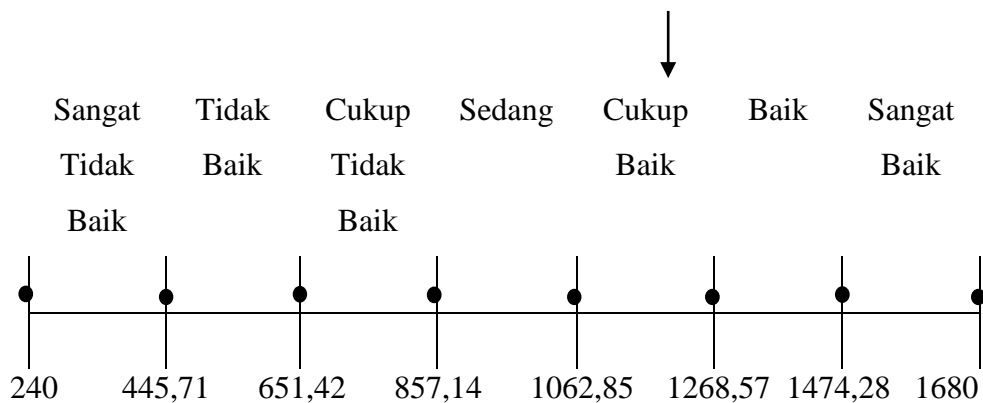 Sangat Tidak Cukup Sedang Cukup Baik Sangat
Tidak Baik Tidak Baik Baik
Baik Baik
240 445,71 651,42 857,14 1062,85 1268,57 1474,28 1680